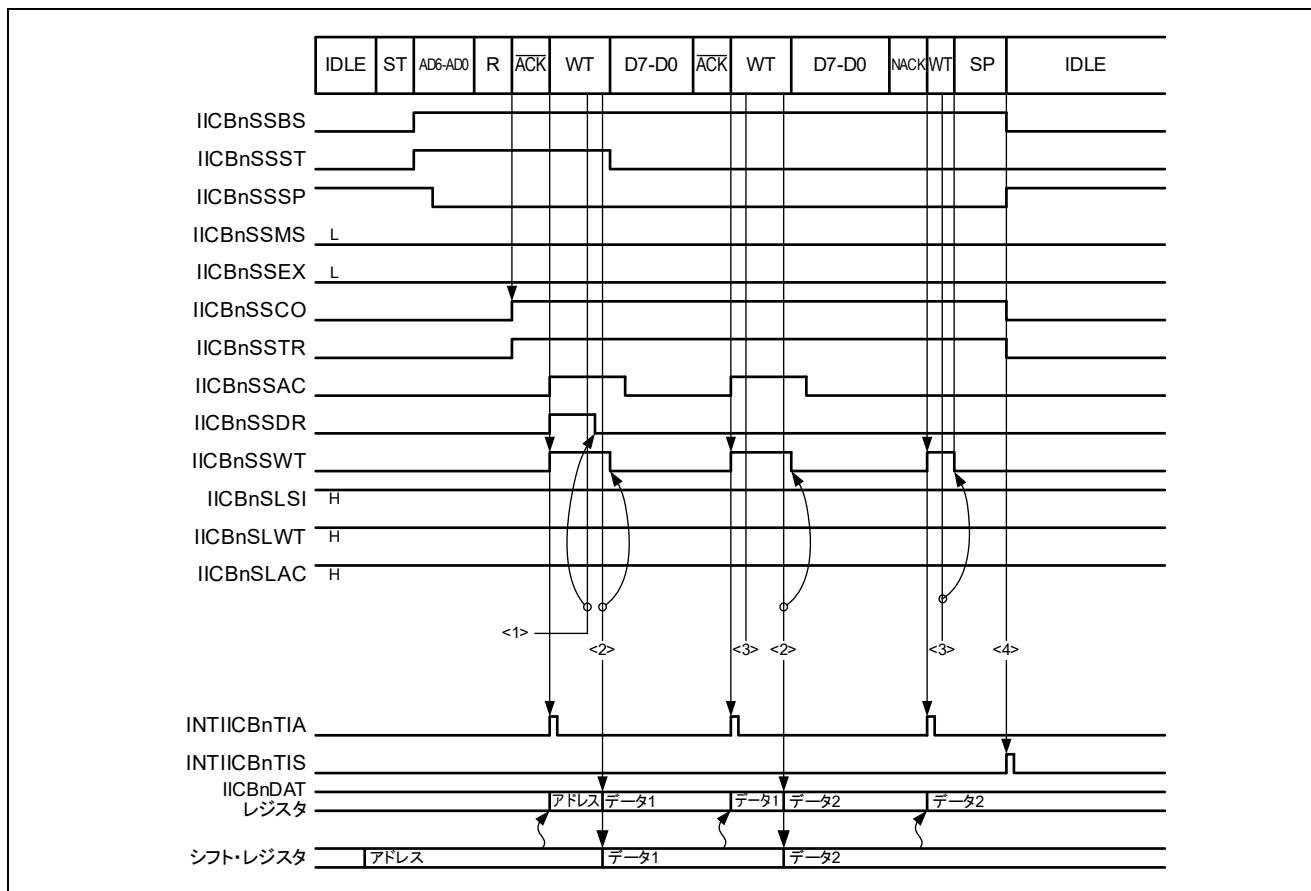 IDLE ST AD6-AD0 R ACK WT D7-D0 ACK WT D7-D0 NACK WT SP IDLE
IICBnSSBS
IICBnSSST
IICBnSSSP
IICBnSSMS L
IICBnSSEX L
IICBnSSCO
IICBnSSTR
IICBnSSAC
IICBnSSDR
IICBnSSWT
IICBnSLSI H
IICBnSLWT H
IICBnSLAC H
<1> <2> <3> <2> <3> <4>
INTIICBnTIA
INTIICBnTIS
IICBnDAT
レジスタ アドレス データ1 データ1 データ2 データ2
シフト・レジスタ アドレス データ1 データ2